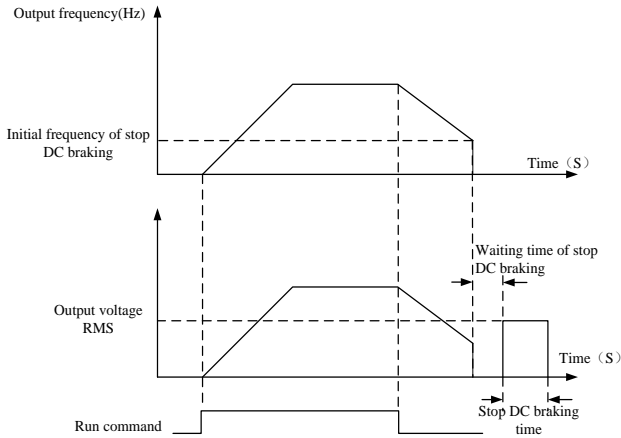 Output frequency(Hz)
Initial frequency of stop
DC braking
Time（S）
Waiting time of stop
DC braking
Output voltage
RMS
Time（S）
Stop DC braking
time
Run command